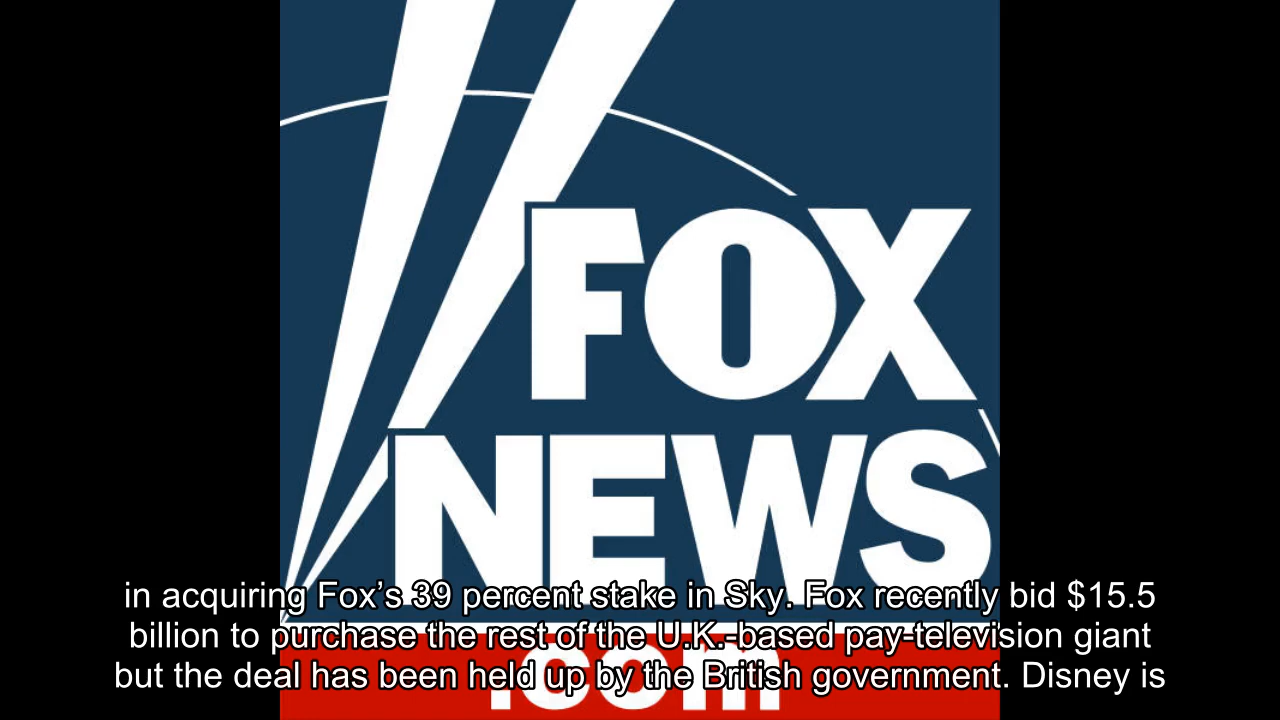 FOX
NEWS
.com
in acquiring Fox’s 39 percent stake in Sky. Fox recently bid $15.5
billion to purchase the rest of the U.K.-based pay-television giant
but the deal has been held up by the British government. Disney is